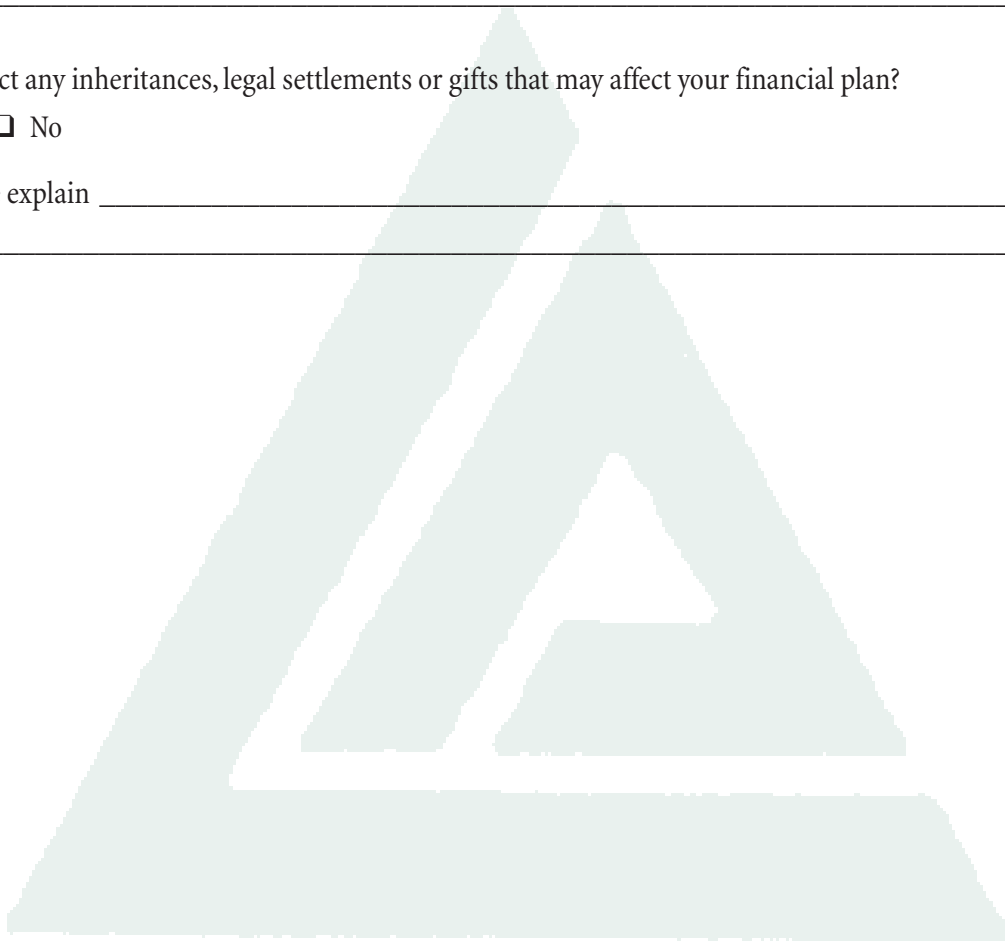 ct any inheritances, legal settlements or gifts that may affect your financial plan?
❑ No
explain